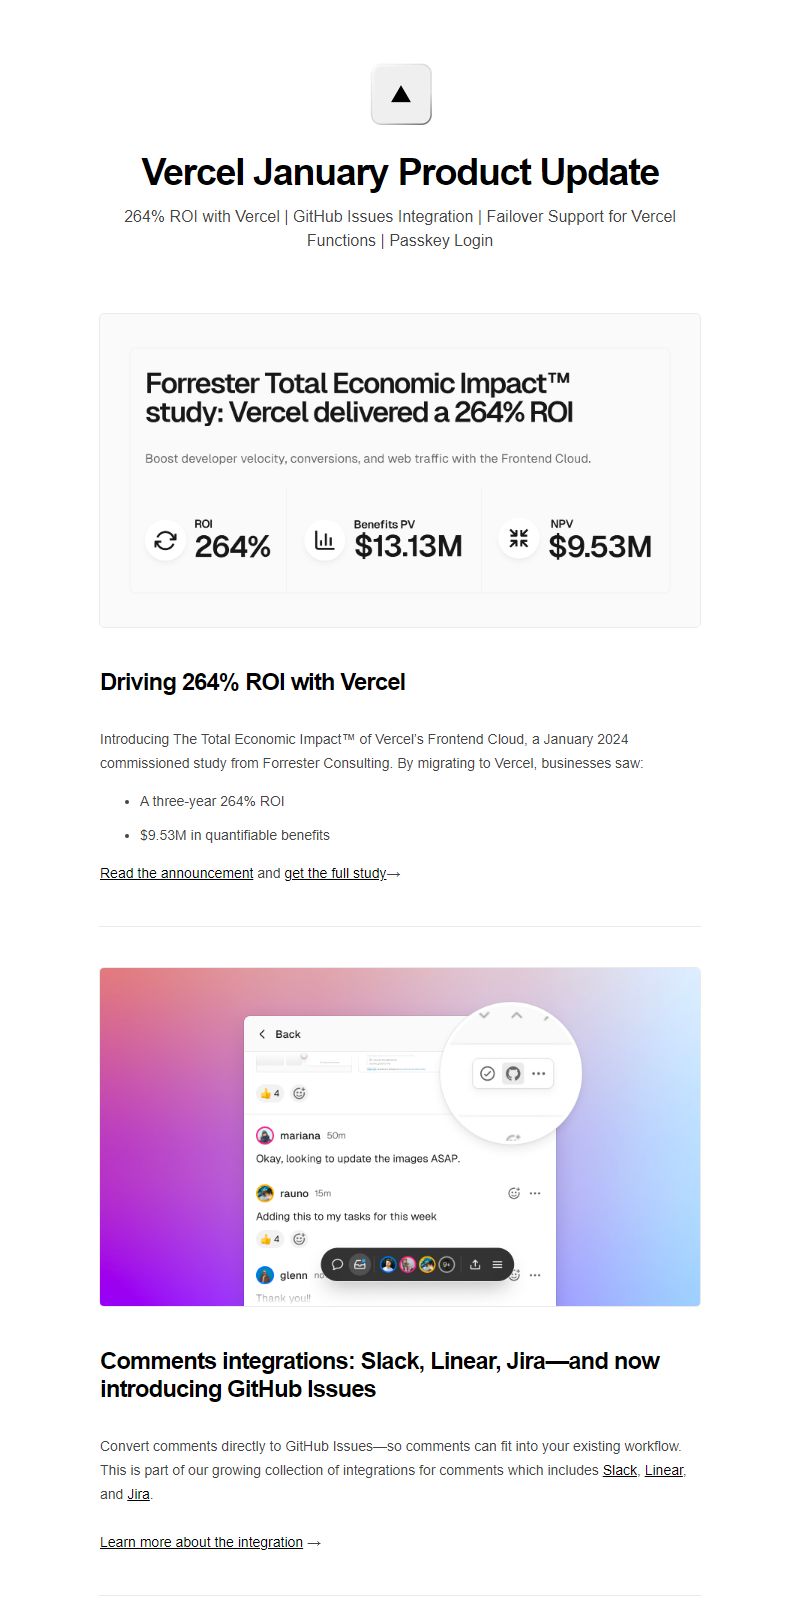 Vercel January Product Update
264% ROI with Vercel | GitHub Issues Integration | Failover Support for Vercel
Functions | Passkey Login
Forrester Total Economic Impact™
study: Vercel delivered a 264% ROI
Boost developer velocity, conversions, and web traffic with the Frontend Cloud.
ROI
264%
Benefits PV
$13.13M
NPV
$9.53M
Driving 264% ROI with Vercel
Introducing The Total Economic Impact™ of Vercel's Frontend Cloud, a January 2024
commissioned study from Forrester Consulting. By migrating to Vercel, businesses saw:
• A three-year 264% ROI
• $9.53M in quantifiable benefits
Read the announcement and get the full study→
Back
👍 4
mariana 50m
Okay, looking to update the images ASAP.
rauno 15m
Adding this to my tasks for this week
👍 4
9+
glenn
Thank you!!
Comments integrations: Slack, Linear, Jira—and now
introducing GitHub Issues
Convert comments directly to GitHub Issues—so comments can fit into your existing workflow.
This is part of our growing collection of integrations for comments which includes Slack, Linear,
and Jira.
Learn more about the integration →